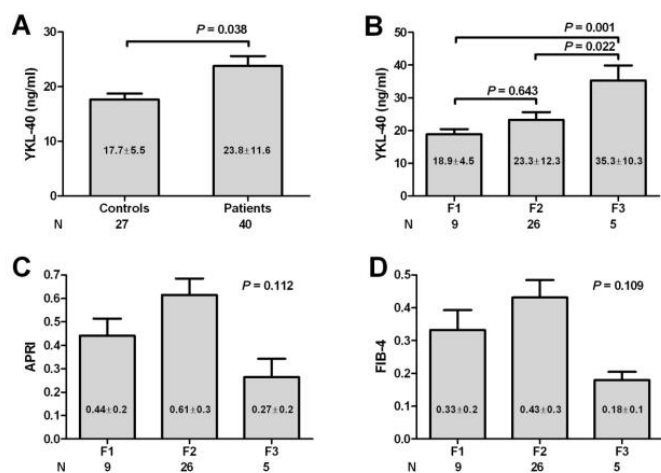 A
P = 0.038
YKL-40 (ng/ml)
30
20
10
0
17.7±5.5
23.8±11.6
Controls
Patients
N
27
40
B
P = 0.001
P = 0.022
P = 0.643
YKL-40 (ng/ml)
50
40
30
20
10
0
18.9±4.5
23.3±12.3
35.3±10.3
F1
F2
F3
N
9
26
5
C
P = 0.112
APRI
0.7
0.6
0.5
0.4
0.3
0.2
0.1
0.0
0.44±0.2
0.61±0.3
0.27±0.2
F1
F2
F3
N
9
26
5
D
P = 0.109
FIB-4
0.5
0.4
0.3
0.2
0.1
0.0
0.33±0.2
0.43±0.3
0.18±0.1
F1
F2
F3
N
9
26
5